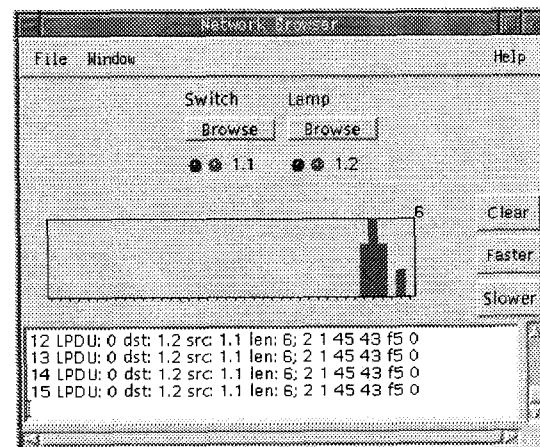 Network Browser
File Window Help
Switch Lamp
Browse Browse
1.1 1.2
6
Clear
Faster
Slower
12 LPDU: 0 dst: 1.2 src: 1.1 len: 6; 2 1 45 43 f5 0
13 LPDU: 0 dst: 1.2 src: 1.1 len: 6; 2 1 45 43 f5 0
14 LPDU: 0 dst: 1.2 src: 1.1 len: 6; 2 1 45 43 f5 0
15 LPDU: 0 dst: 1.2 src: 1.1 len: 6; 2 1 45 43 f5 0